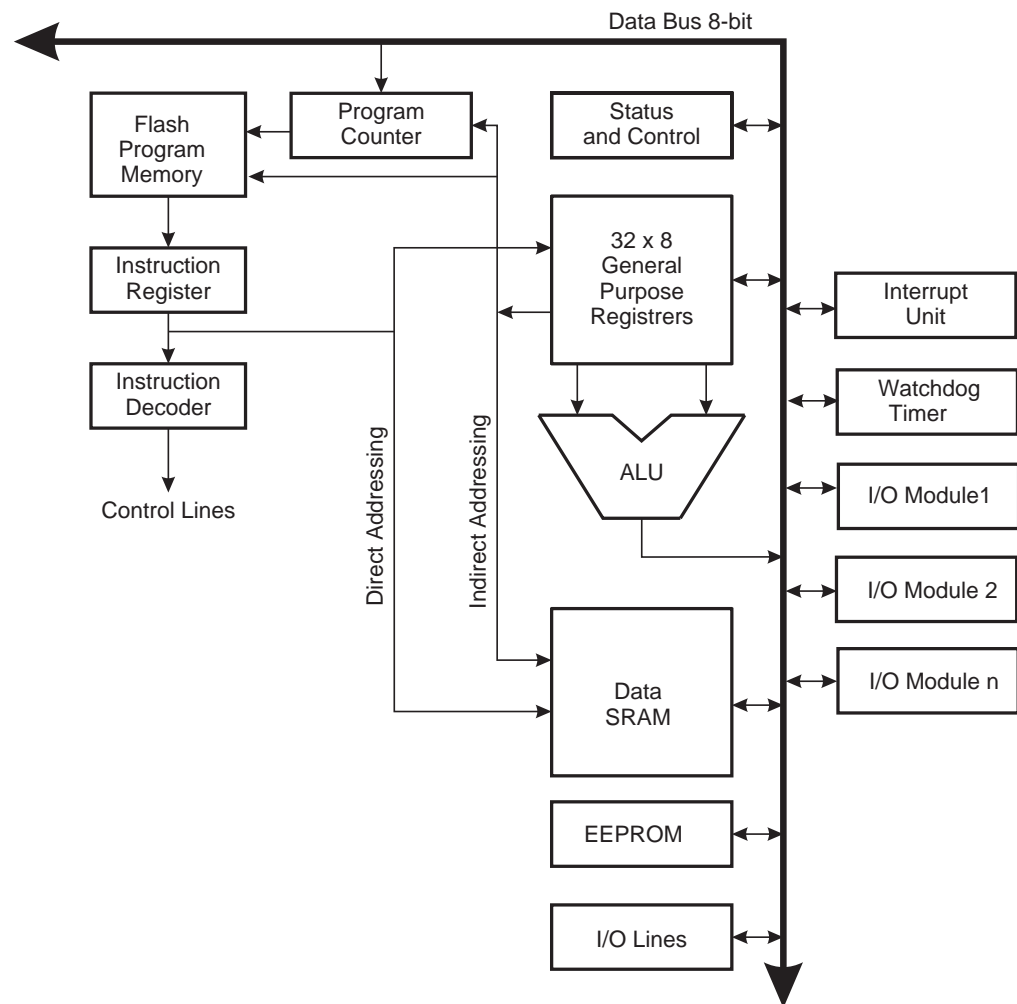 Data Bus 8-bit
Flash
Program
Memory
Program
Counter
Status
and Control
32 x 8
General
Purpose
Registrers
Instruction
Register
Instruction
Decoder
Control Lines
Direct Addressing
Indirect Addressing
ALU
Interrupt
Unit
Watchdog
Timer
I/O Module1
I/O Module 2
I/O Module n
Data
SRAM
EEPROM
I/O Lines